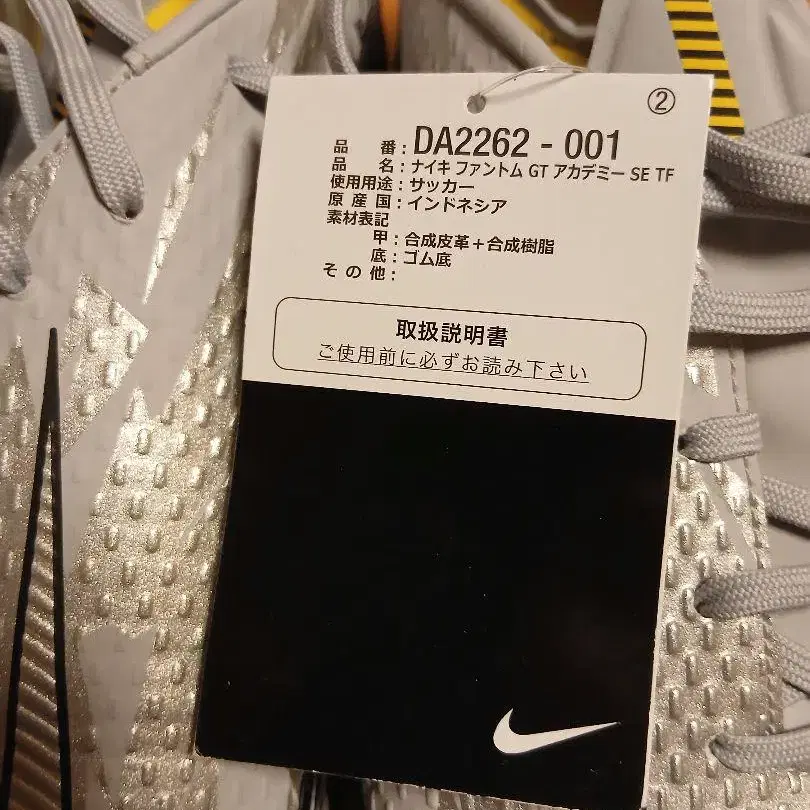 ②
品 番：DA2262 - 001
品 名：ナイキ ファントム GT アカデミー SE TF
使用用途：サッカー
原 産 国：インドネシア
素材表記
甲：合成皮革＋合成樹脂
底：ゴム底
そ の 他：
取扱説明書
ご使用前に必ずお読み下さい